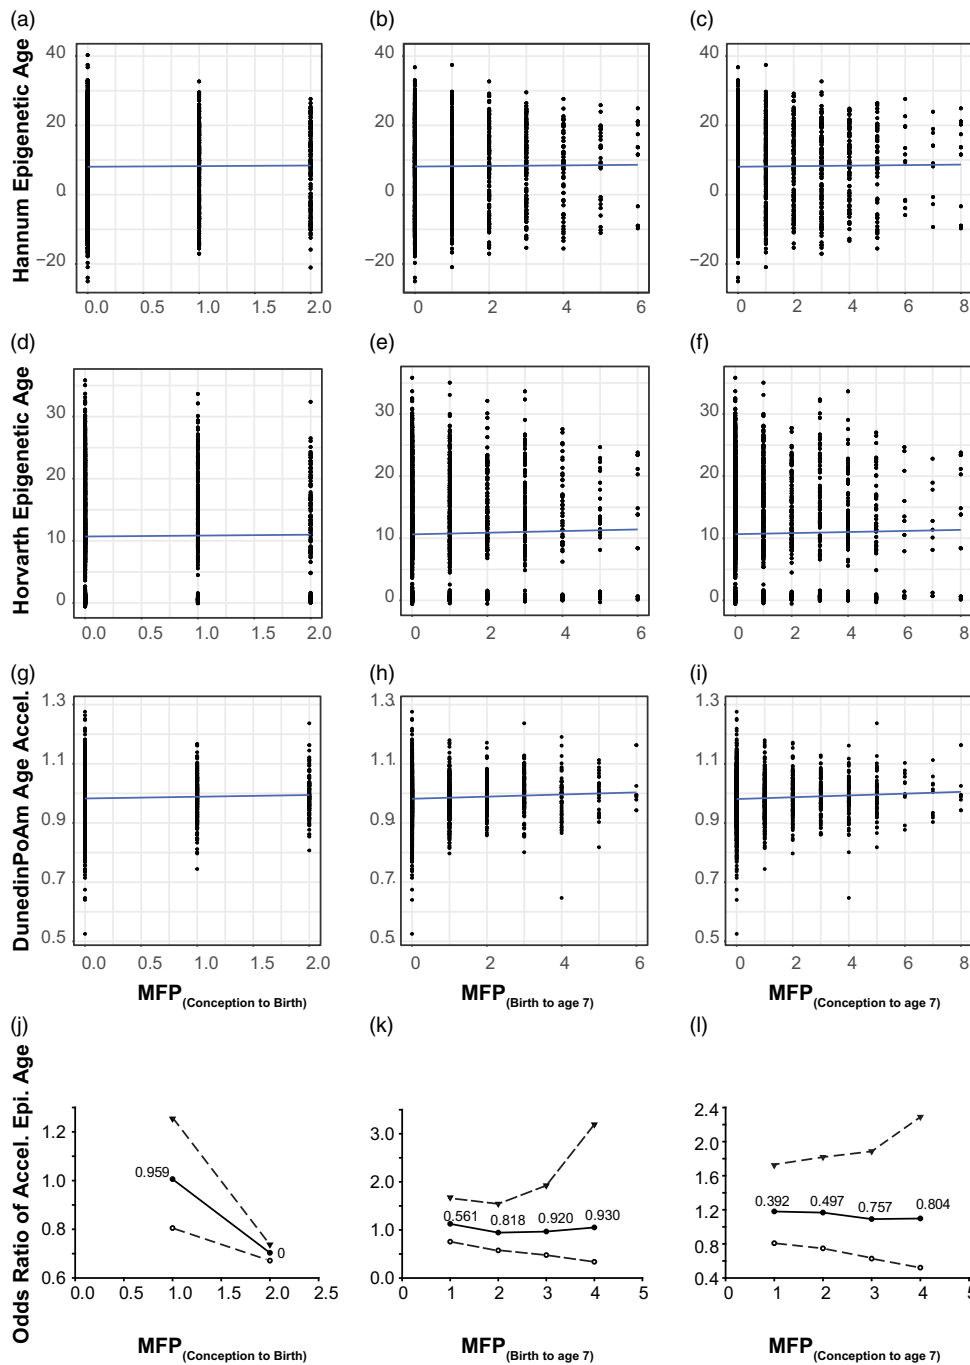 (a) (b) (c)
Hannum Epigenetic Age
40 40 40
20 20 20
0 0 0
−20 −20 −20
0.0 0.5 1.0 1.5 2.0 0 2 4 6 0 2 4 6 8
(d) (e) (f)
Horvarth Epigenetic Age
30 30 30
20 20 20
10 10 10
0 0 0
0.0 0.5 1.0 1.5 2.0 0 2 4 6 0 2 4 6 8
(g) (h) (i)
DunedinPoAm Age Accel.
1.3 1.3 1.3
1.1 1.1 1.1
0.9 0.9 0.9
0.7 0.7 0.7
0.5 0.5 0.5
0.0 0.5 1.0 1.5 2.0 0 2 4 6 0 2 4 6 8
MFP(Conception to Birth) MFP(Birth to age 7) MFP(Conception to age 7)
(j) (k) (l)
Odds Ratio of Accel. Epi. Age
1.2 3.0 2.4
1.0 2.0 2.0
0.8 1.0 1.6
0.6 0.0 1.2
0.8
0.4
0.959 0
0.561 0.818 0.920 0.930
0.392 0.497 0.757 0.804
0.0 0.5 1.0 1.5 2.0 2.5 0 1 2 3 4 5 0 1 2 3 4 5
MFP(Conception to Birth) MFP(Birth to age 7) MFP(Conception to age 7)